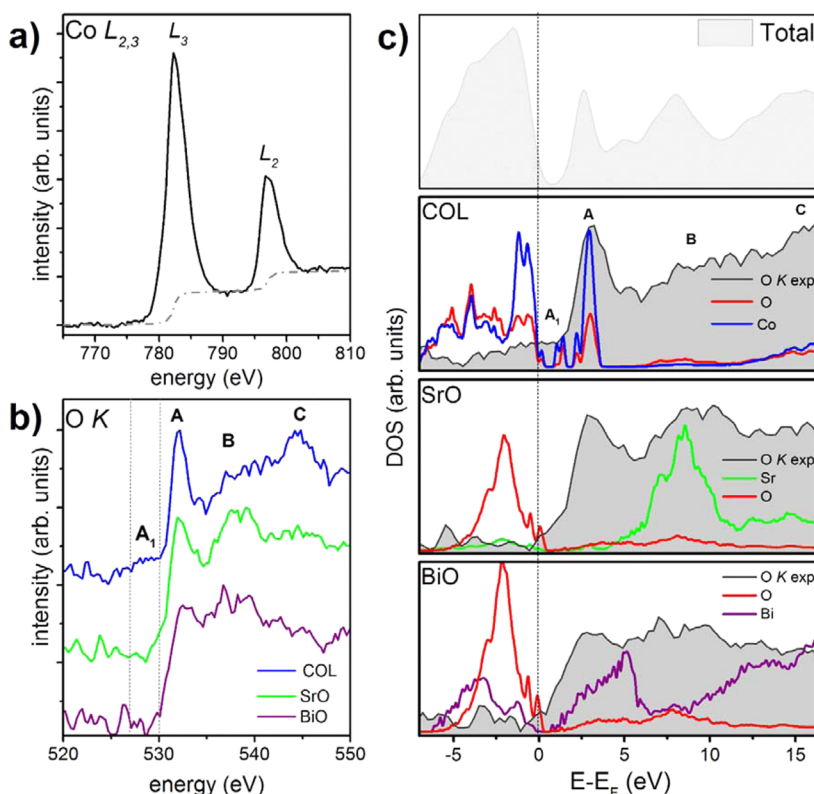 a) Co L2,3
L3
L2
intensity (arb. units)
770 780 790 800 810
energy (eV)
b) O K
A
B
C
A1
intensity (arb. units)
COL
SrO
BiO
520 530 540 550
energy (eV)
c)
Total
COL
A
B
C
A1
O K exp
O
Co
SrO
O K exp
Sr
O
BiO
O K exp
O
Bi
DOS (arb. units)
-5 0 5 10 15
E-EF (eV)